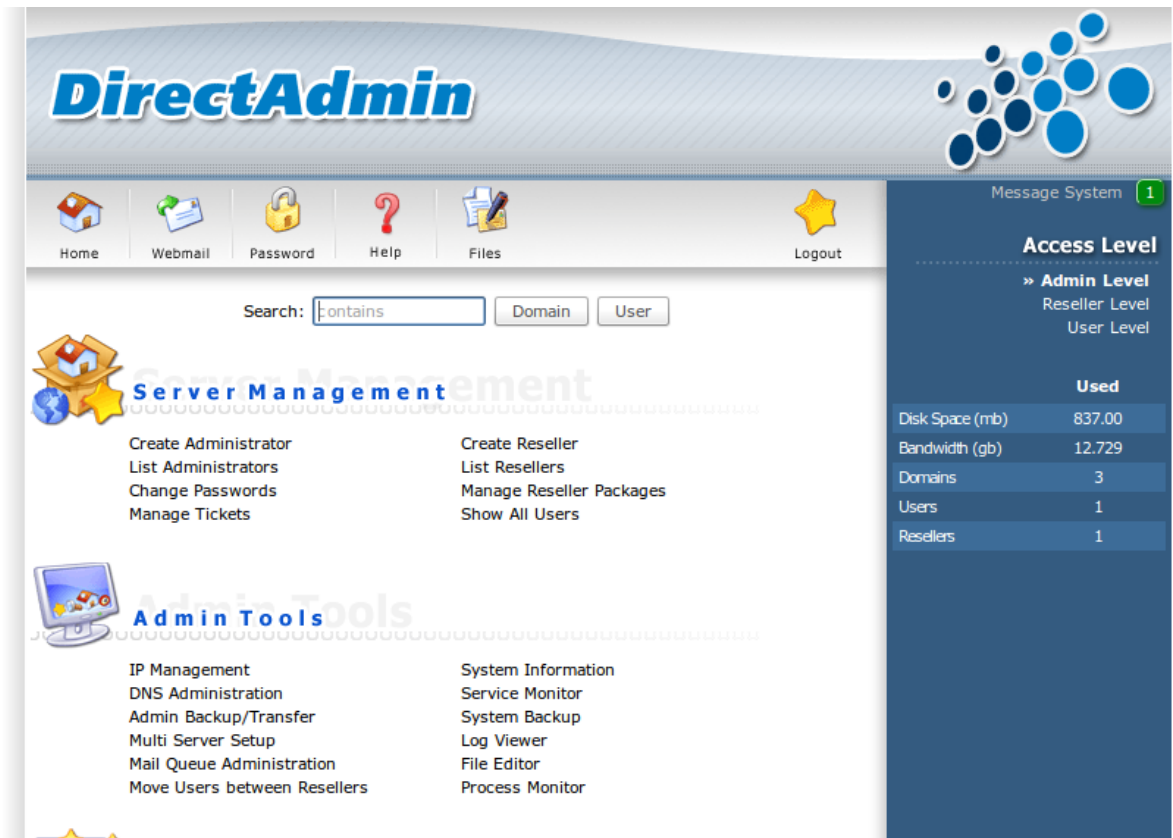 DirectAdmin
Home
Webmail
Password
Help
Files
Logout
Message System 1
Access Level
» Admin Level
Reseller Level
User Level
Used
Disk Space (mb) 837.00
Bandwidth (gb) 12.729
Domains 3
Users 1
Resellers 1
Search: contains Domain User
Server Management
Create Administrator
List Administrators
Change Passwords
Manage Tickets
Create Reseller
List Resellers
Manage Reseller Packages
Show All Users
Admin Tools
IP Management
DNS Administration
Admin Backup/Transfer
Multi Server Setup
Mail Queue Administration
Move Users between Resellers
System Information
Service Monitor
System Backup
Log Viewer
File Editor
Process Monitor